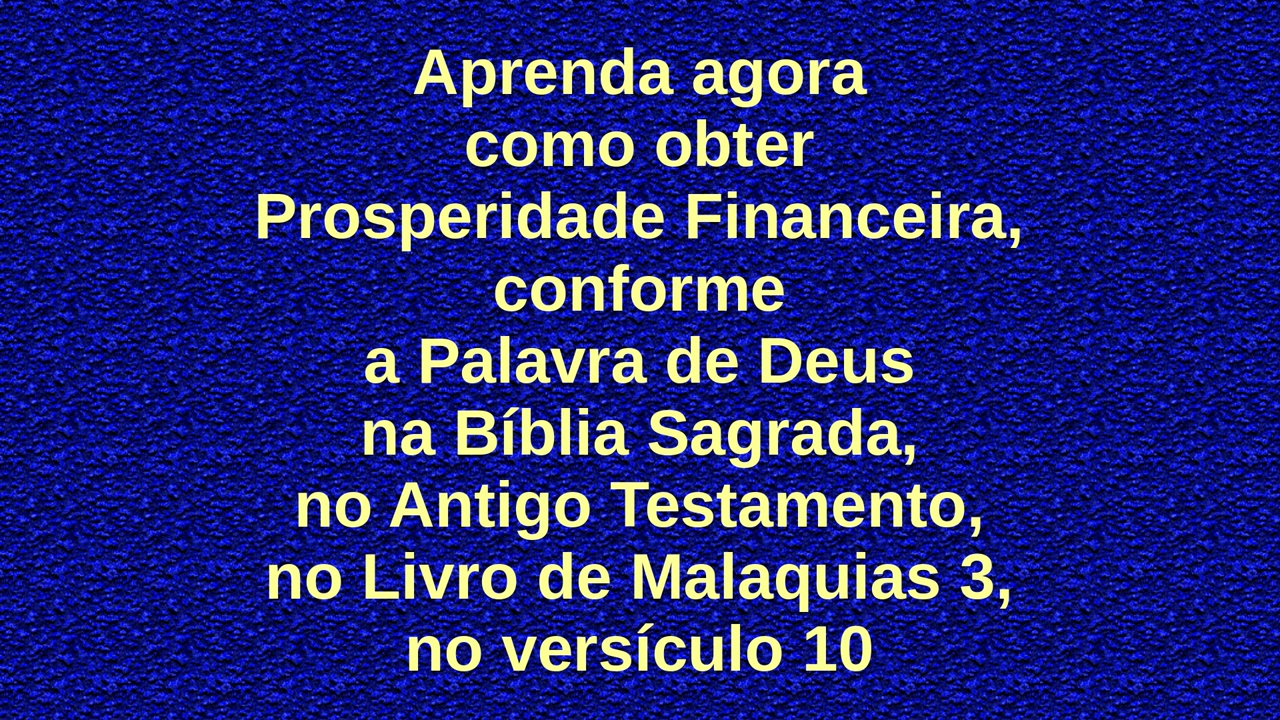 Aprenda agora
como obter
Prosperidade Financeira,
conforme
a Palavra de Deus
na Bíblia Sagrada,
no Antigo Testamento,
no Livro de Malaquias 3,
no versículo 10